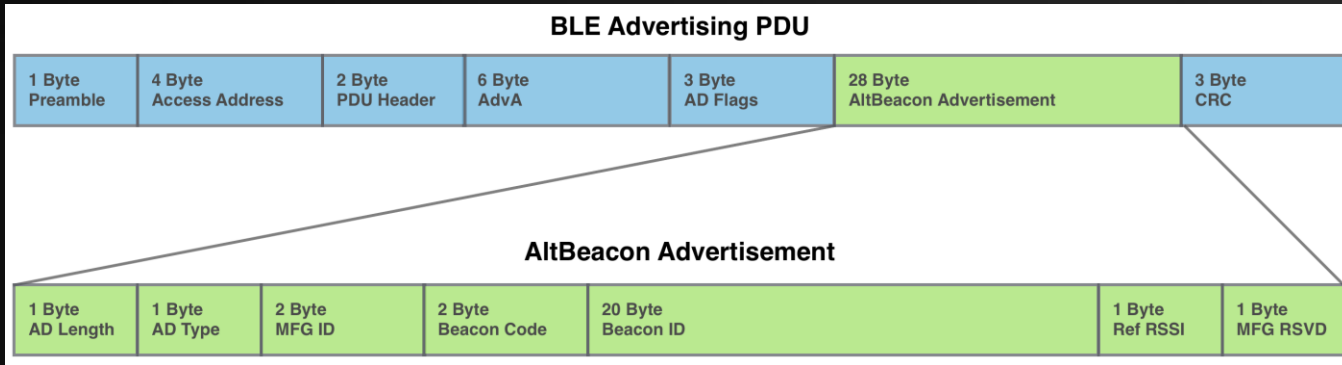 BLE Advertising PDU
1 Byte
Preamble
4 Byte
Access Address
2 Byte
PDU Header
6 Byte
AdvA
3 Byte
AD Flags
28 Byte
AltBeacon Advertisement
3 Byte
CRC
AltBeacon Advertisement
1 Byte
AD Length
1 Byte
AD Type
2 Byte
MFG ID
2 Byte
Beacon Code
20 Byte
Beacon ID
1 Byte
Ref RSSI
1 Byte
MFG RSVD